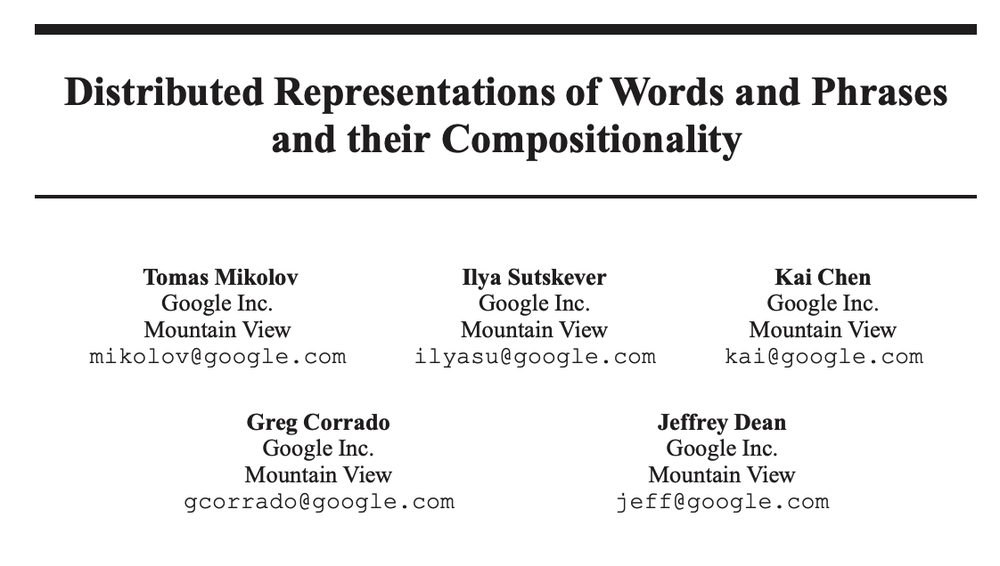 Distributed Representations of Words and Phrases
and their Compositionality
Tomas Mikolov
Google Inc.
Mountain View
mikolov@google.com
Ilya Sutskever
Google Inc.
Mountain View
ilyasu@google.com
Kai Chen
Google Inc.
Mountain View
kai@google.com
Greg Corrado
Google Inc.
Mountain View
gcorrado@google.com
Jeffrey Dean
Google Inc.
Mountain View
jeff@google.com